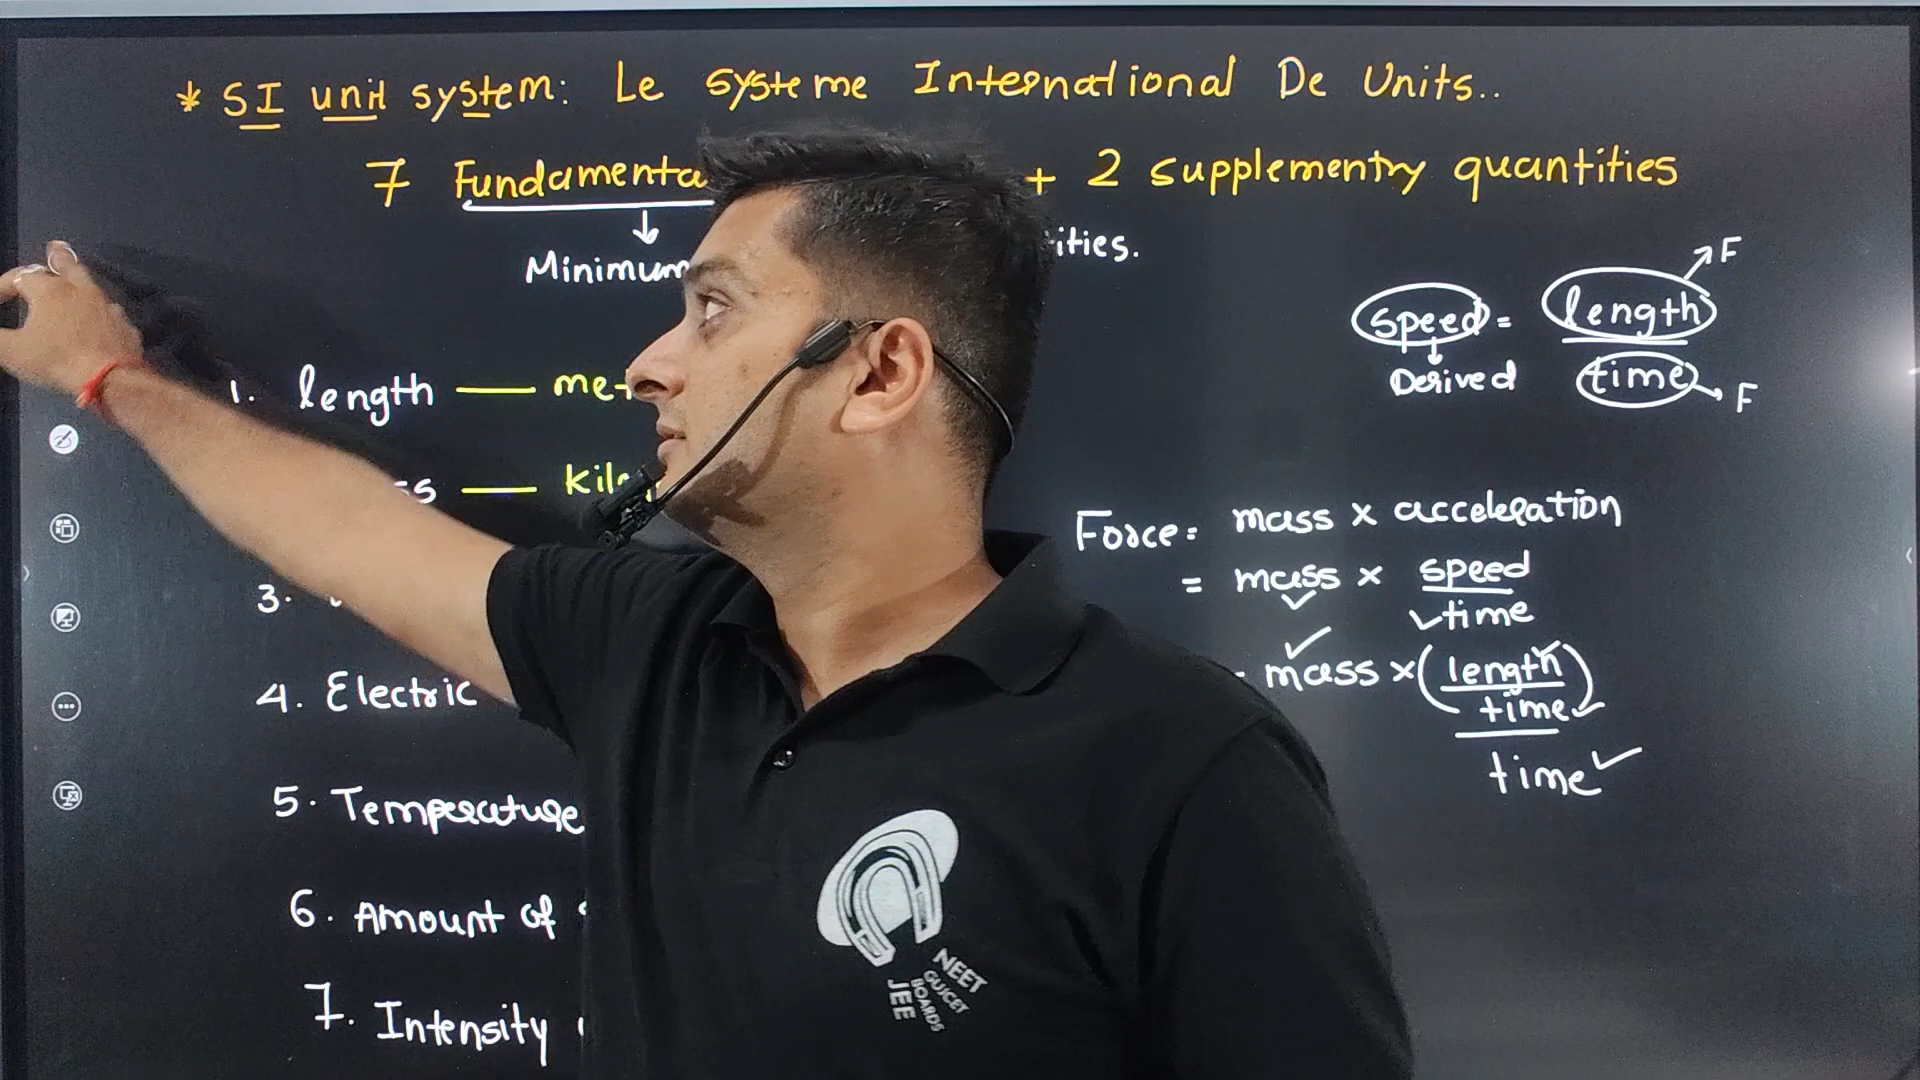 * SI unit system: Le systeme International De Units..
7 Fundamenta + 2 supplementry quantities
Minimum ities.
speed = length F
Derived time F
1. length — met
ss — kilo
3.
4. Electric
5. Temperature
6. Amount of
7. Intensity
Force = mass x acceleration
= mass x speed
time
mass x (length
time)
time
NEET
GUJCET
BOARDS
JEE